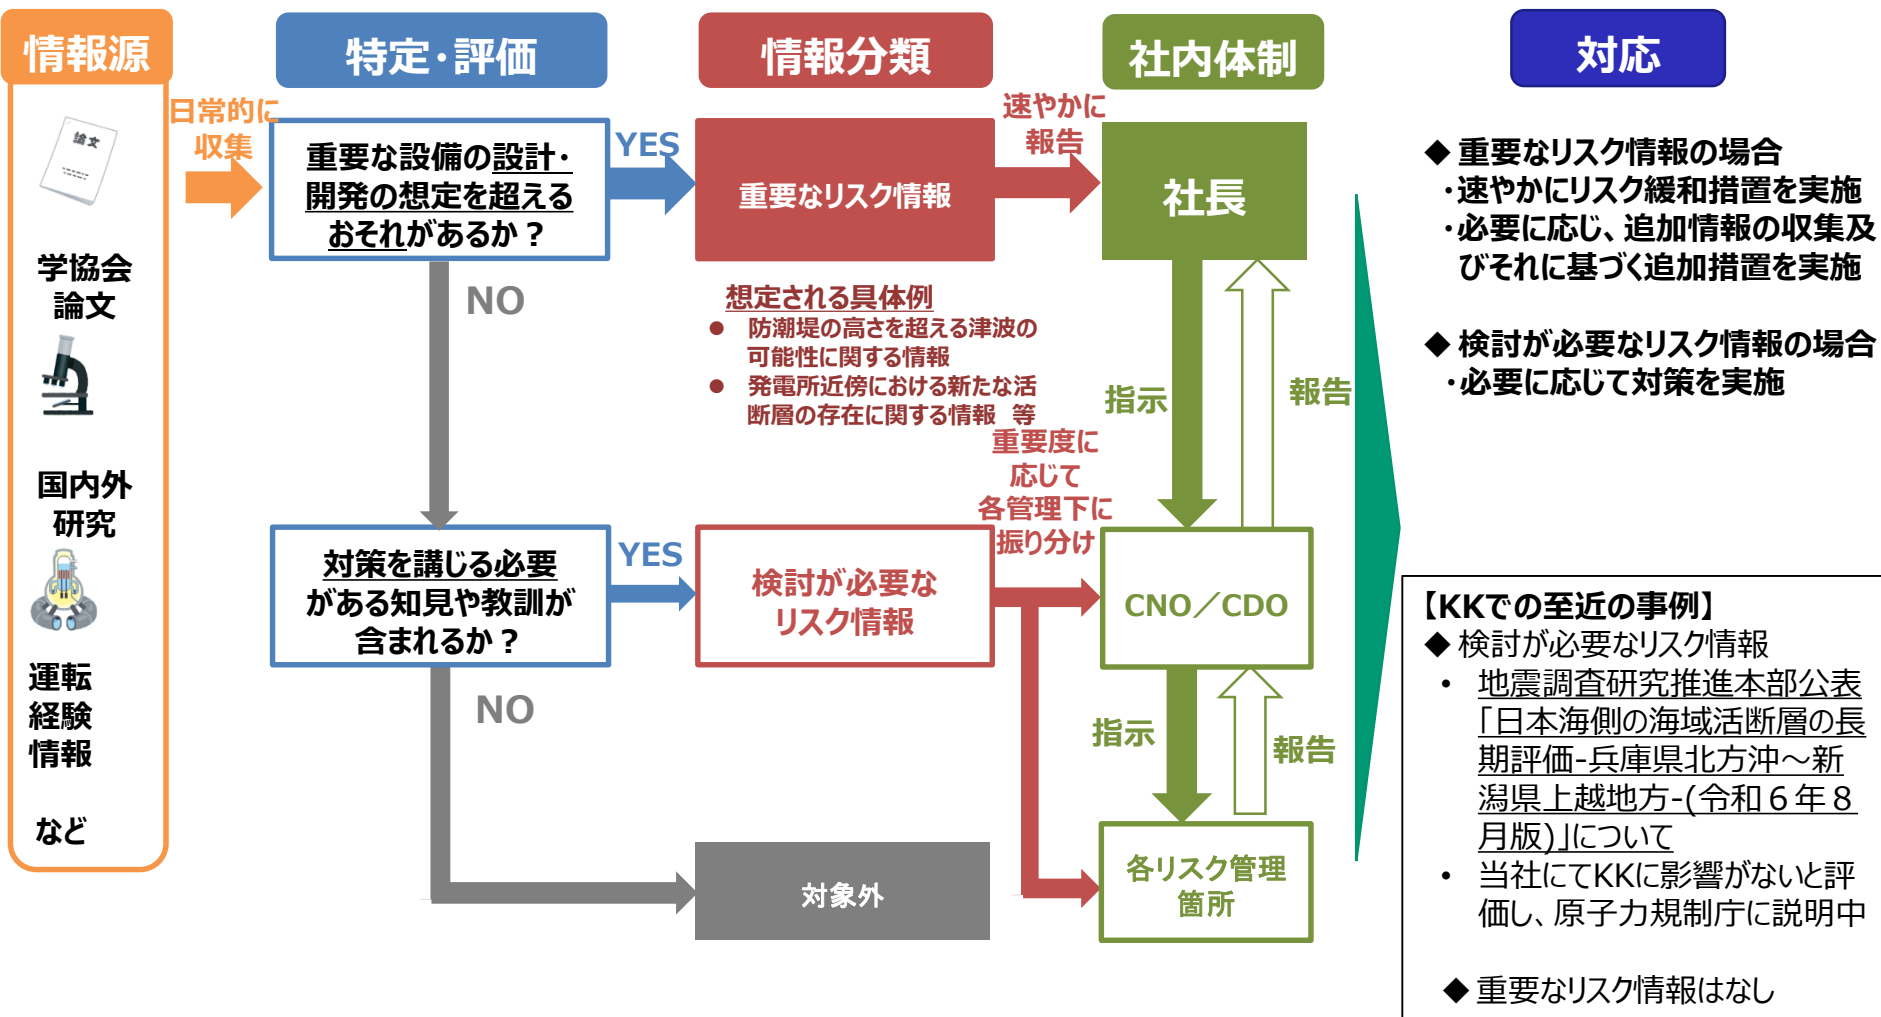 情報源
特定・評価
情報分類
社内体制
対応
日常的に
収集
論文
学協会
論文
国内外
研究
運転
経験
情報
など
重要な設備の設計・
開発の想定を超える
おそれがあるか？
YES
NO
重要なリスク情報
速やかに
報告
社長
想定される具体例
● 防潮堤の高さを超える津波の
可能性に関する情報
● 発電所近傍における新たな活
断層の存在に関する情報 等
指示
報告
重要度に
応じて
各管理下に
振り分け
対策を講じる必要
がある知見や教訓が
含まれるか？
YES
NO
検討が必要な
リスク情報
CNO／CDO
指示
報告
対象外
各リスク管理
箇所
◆ 重要なリスク情報の場合
・速やかにリスク緩和措置を実施
・必要に応じ、追加情報の収集及
びそれに基づく追加措置を実施
◆ 検討が必要なリスク情報の場合
・必要に応じて対策を実施
【KKでの至近の事例】
◆ 検討が必要なリスク情報
• 地震調査研究推進本部公表
「日本海側の海域活断層の長
期評価-兵庫県北方沖～新
潟県上越地方-(令和６年８
月版)」について
• 当社にてKKに影響がないと評
価し、原子力規制庁に説明中
◆ 重要なリスク情報はなし